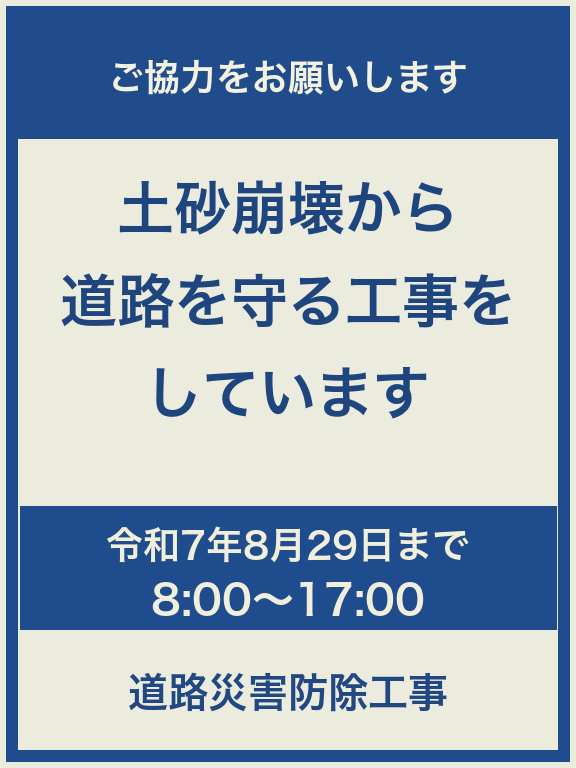 ご協力をお願いします
土砂崩壊から
道路を守る工事を
しています
令和7年8月29日まで
8:00～17:00
道路災害防除工事